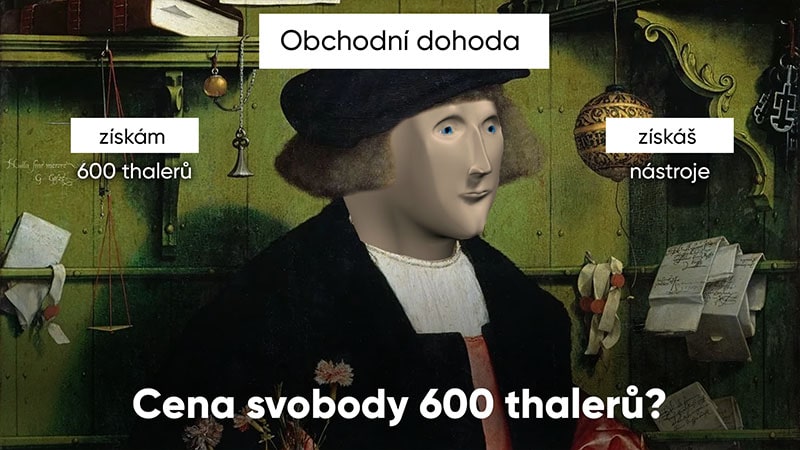 Obchodní dohoda
získám
600 thalerů
získáš
nástroje
Cena svobody 600 thalerů?